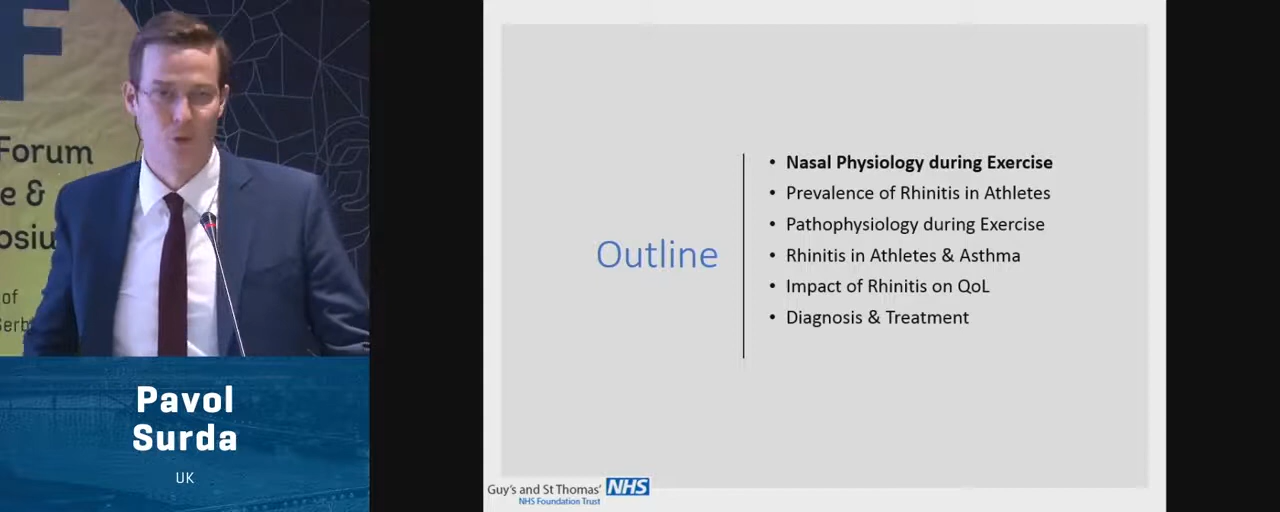 Forum
e &
osiu
of
Serb
Pavol
Surda
UK
Outline
• Nasal Physiology during Exercise
• Prevalence of Rhinitis in Athletes
• Pathophysiology during Exercise
• Rhinitis in Athletes & Asthma
• Impact of Rhinitis on QoL
• Diagnosis & Treatment
Guy's and St Thomas' NHS
NHS Foundation Trust